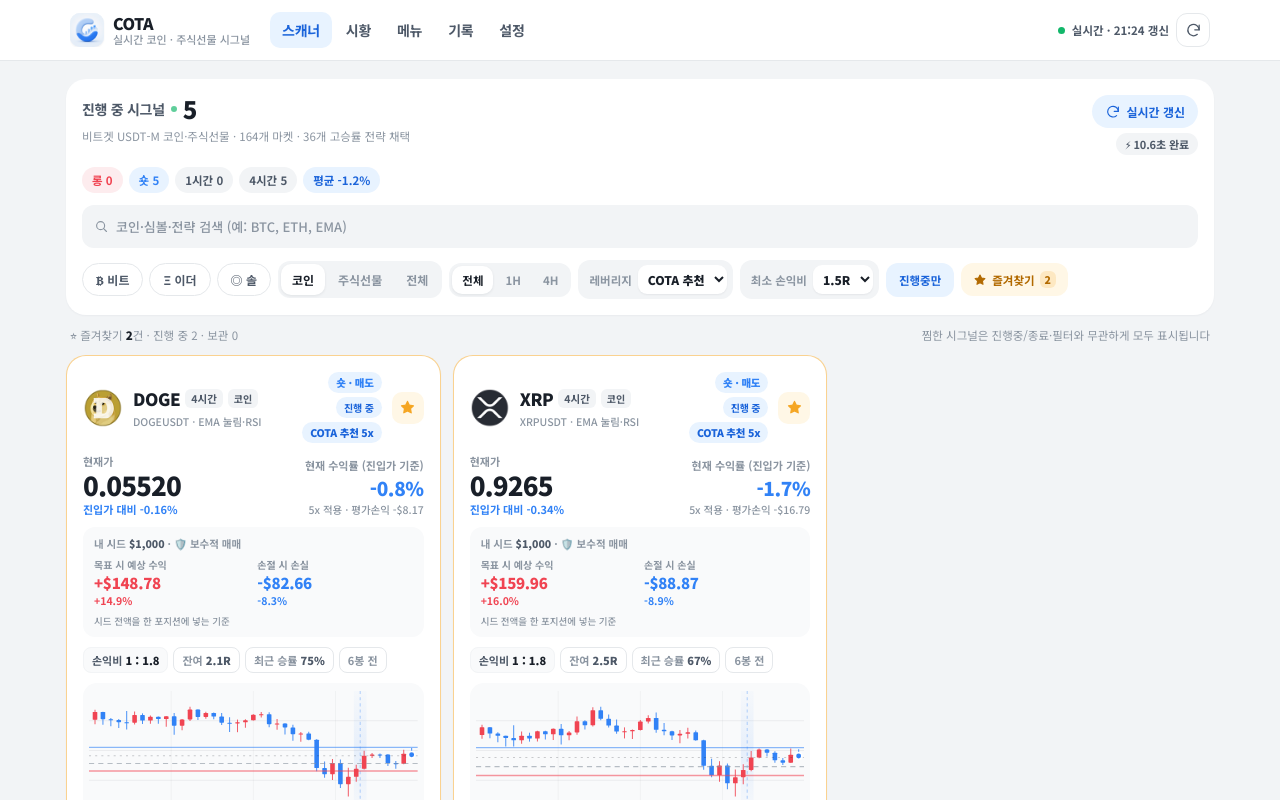 COTA
실시간 코인 · 주식선물 시그널
스캐너 시황 메뉴 기록 설정
실시간 · 21:24 갱신
진행 중 시그널 5
실시간 갱신
비트겟 USDT-M 코인·주식선물 · 164개 마켓 · 36개 고승률 전략 채택
⚡10.6초 완료
롱 0 숏 5 1시간 0 4시간 5 평균 -1.2%
코인·심볼·전략 검색 (예: BTC, ETH, EMA)
₿ 비트 Ξ 이더 ◎ 솔 코인 주식선물 전체 전체 1H 4H 레버리지 COTA 추천 최소 손익비 1.5R 진행중만 ★ 즐겨찾기 2
⭐ 즐겨찾기 2건 · 진행 중 2 · 보관 0
찜한 시그널은 진행중/종료·필터와 무관하게 모두 표시됩니다
DOGE 4시간 코인
DOGEUSDT · EMA 눌림·RSI
숏 · 매도
진행 중
COTA 추천 5x
현재가
0.05520
진입가 대비 -0.16%
현재 수익률 (진입가 기준)
-0.8%
5x 적용 · 평가손익 -$8.17
내 시드 $1,000 · 🛡️ 보수적 매매
목표 시 예상 수익
+$148.78
+14.9%
손절 시 손실
-$82.66
-8.3%
시드 전액을 한 포지션에 넣는 기준
손익비 1 : 1.8 잔여 2.1R 최근 승률 75% 6봉 전
XRP 4시간 코인
XRPUSDT · EMA 눌림·RSI
숏 · 매도
진행 중
COTA 추천 5x
현재가
0.9265
진입가 대비 -0.34%
현재 수익률 (진입가 기준)
-1.7%
5x 적용 · 평가손익 -$16.79
내 시드 $1,000 · 🛡️ 보수적 매매
목표 시 예상 수익
+$159.96
+16.0%
손절 시 손실
-$88.87
-8.9%
시드 전액을 한 포지션에 넣는 기준
손익비 1 : 1.8 잔여 2.5R 최근 승률 67% 6봉 전